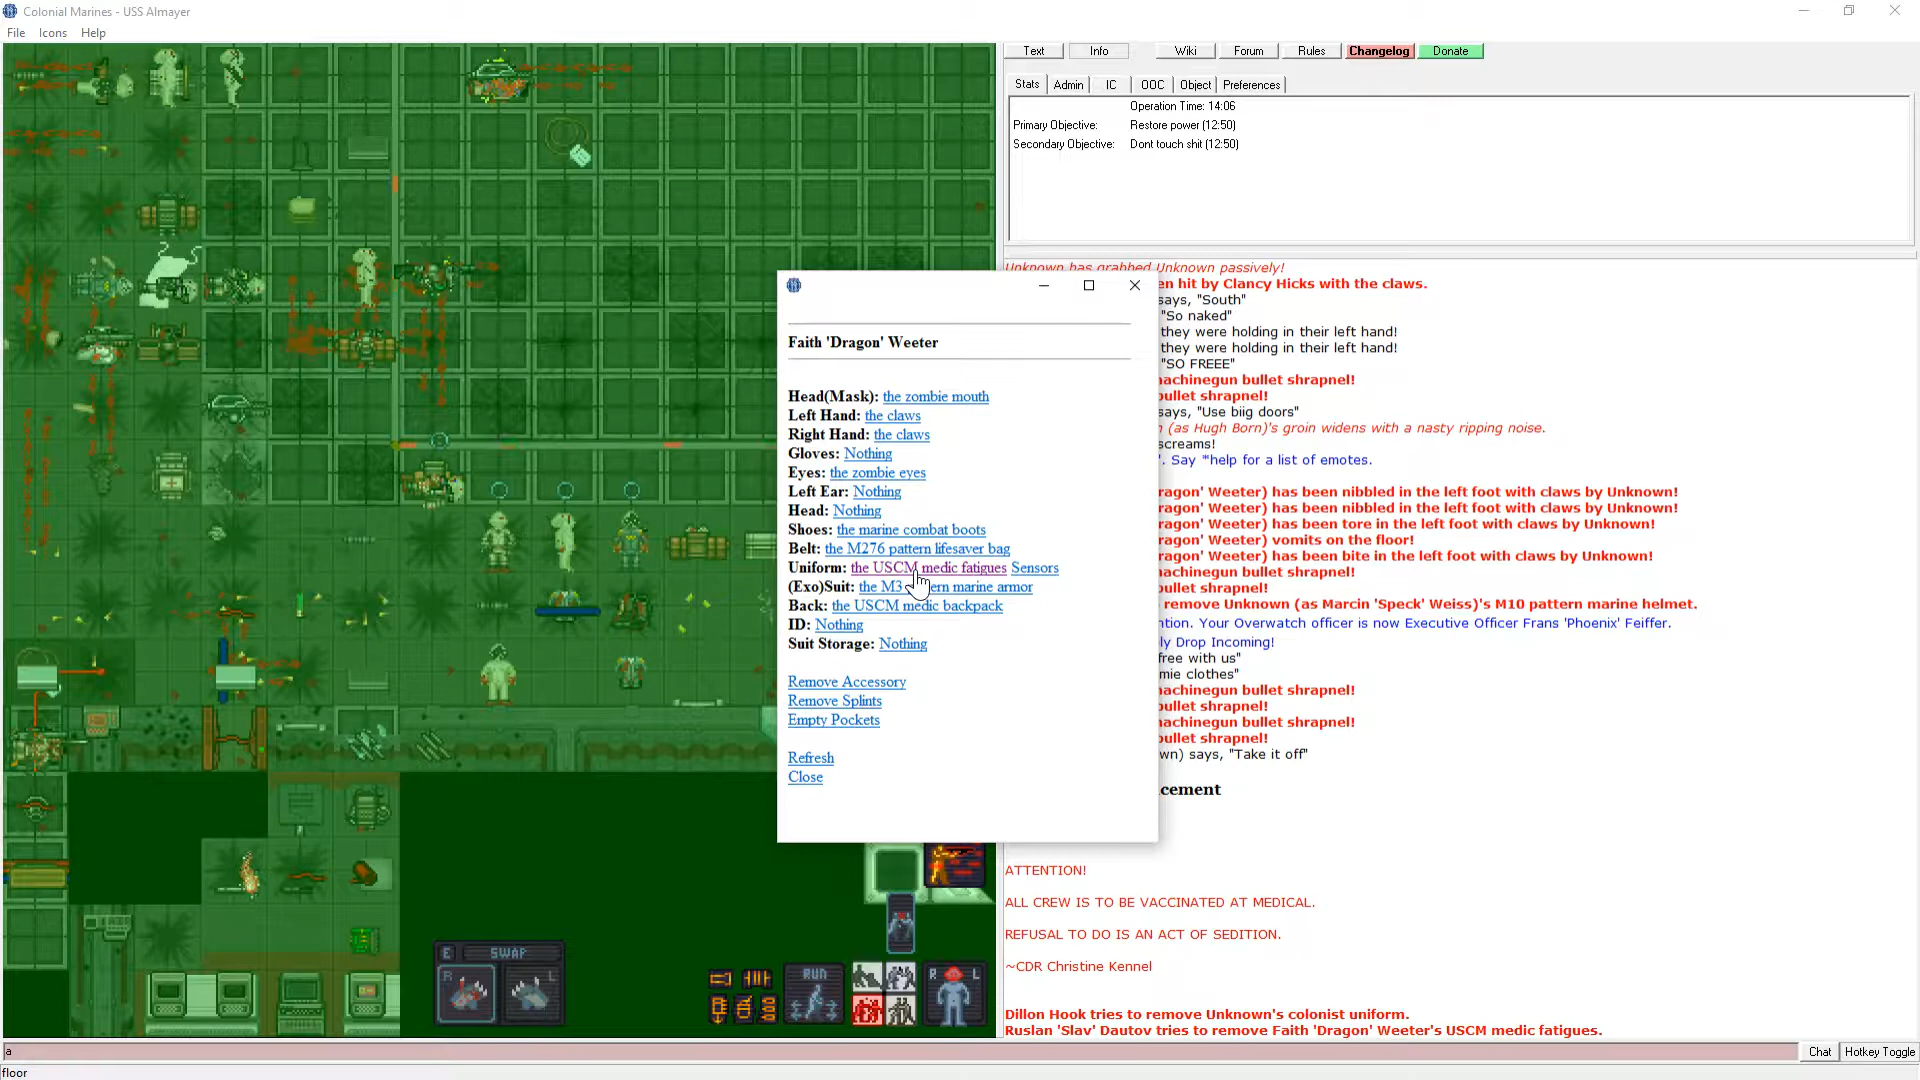 Colonial Marines - USS Almayer
File Icons Help
Text Info Wiki Forum Rules Changelog Donate
Stats Admin IC OOC Object Preferences
Operation Time: 14:06
Primary Objective: Restore power (12:50)
Secondary Objective: Dont touch shit (12:50)
Unknown has grabbed Unknown passively!
en hit by Clancy Hicks with the claws.
says, "South"
"So naked"
they were holding in their left hand!
they were holding in their left hand!
"SO FREEE"
achinegun bullet shrapnel!
bullet shrapnel!
says, "Use biig doors"
(as Hugh Born)'s groin widens with a nasty ripping noise.
screams!
'. Say "*help for a list of emotes.
ragon' Weeter) has been nibbled in the left foot with claws by Unknown!
ragon' Weeter) has been nibbled in the left foot with claws by Unknown!
ragon' Weeter) has been tore in the left foot with claws by Unknown!
ragon' Weeter) vomits on the floor!
ragon' Weeter) has been bite in the left foot with claws by Unknown!
achinegun bullet shrapnel!
bullet shrapnel!
remove Unknown (as Marcin 'Speck' Weiss)'s M10 pattern marine helmet.
ntion. Your Overwatch officer is now Executive Officer Frans 'Phoenix' Feiffer.
ly Drop Incoming!
free with us"
mie clothes"
achinegun bullet shrapnel!
bullet shrapnel!
achinegun bullet shrapnel!
bullet shrapnel!
wn) says, "Take it off"
cement
ATTENTION!
ALL CREW IS TO BE VACCINATED AT MEDICAL.
REFUSAL TO DO IS AN ACT OF SEDITION.
~CDR Christine Kennel
Dillon Hook tries to remove Unknown's colonist uniform.
Ruslan 'Slav' Dautov tries to remove Faith 'Dragon' Weeter's USCM medic fatigues.
Faith 'Dragon' Weeter
Head(Mask): the zombie mouth
Left Hand: the claws
Right Hand: the claws
Gloves: Nothing
Eyes: the zombie eyes
Left Ear: Nothing
Head: Nothing
Shoes: the marine combat boots
Belt: the M276 pattern lifesaver bag
Uniform: the USCM medic fatigues Sensors
(Exo)Suit: the M3 ern marine armor
Back: the USCM medic backpack
ID: Nothing
Suit Storage: Nothing
Remove Accessory
Remove Splints
Empty Pockets
Refresh
Close
E SWAP
R L
RUN
R L
a
Chat Hotkey Toggle
floor